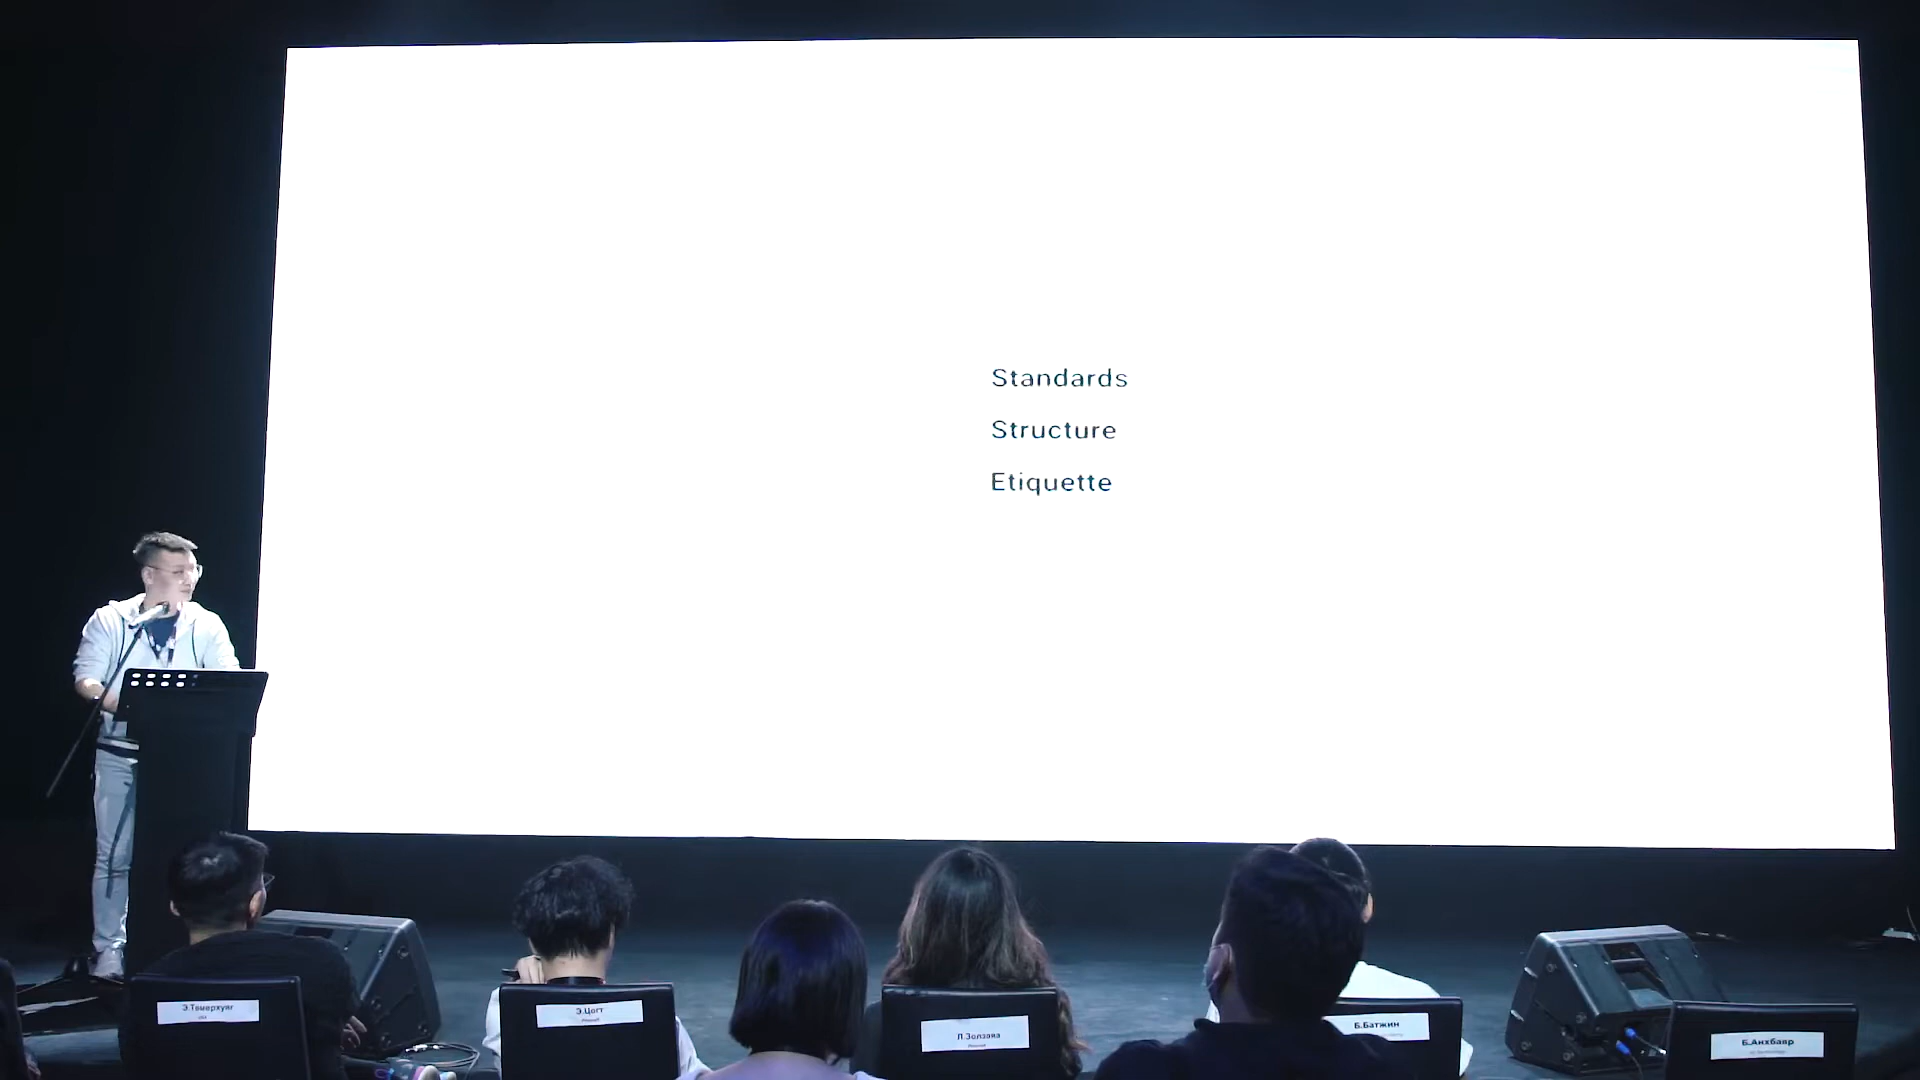 Standards
Structure
Etiquette
Э.Төмөрхуяг
Э.Цогт
Л.Золзаяа
Б.Батжин
Б.Анхбаяр